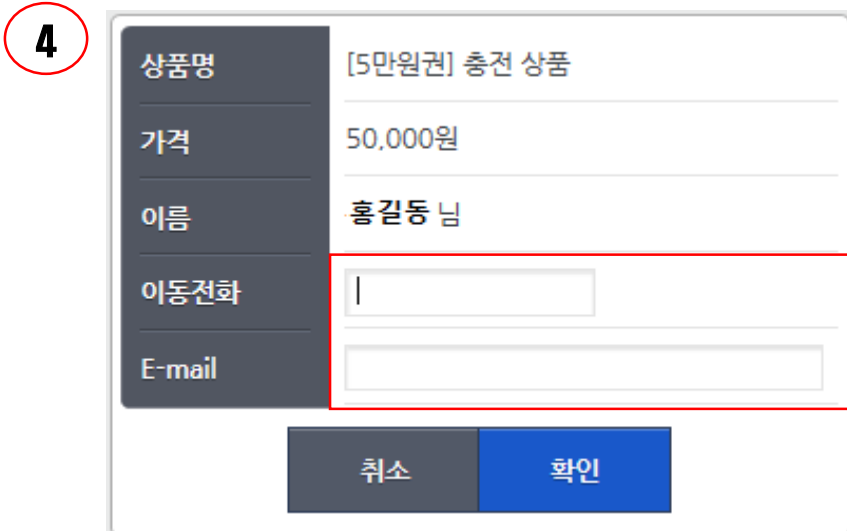 4
상품명 [5만원권] 충전 상품
가격 50,000원
이름 홍길동 님
이동전화
E-mail
취소 확인